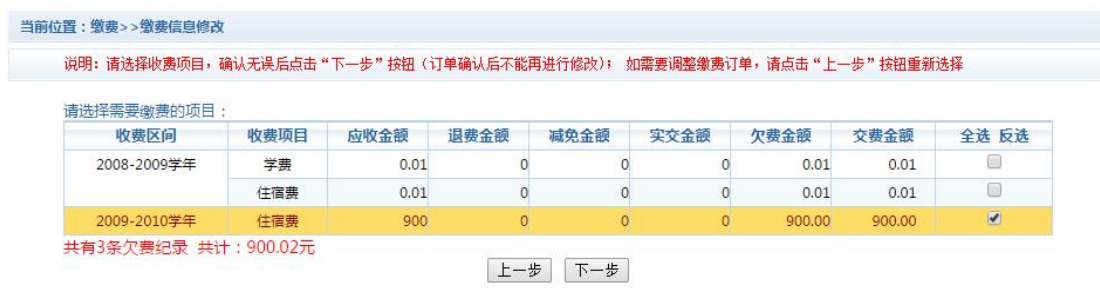 当前位置：缴费>>缴费信息修改
说明：请选择收费项目，确认无误后点击“下一步”按钮（订单确认后不能再进行修改）； 如需要调整缴费订单，请点击“上一步”按钮重新选择
请选择需要缴费的项目：
收费区间 收费项目 应收金额 退费金额 减免金额 实交金额 欠费金额 交费金额 全选 反选
2008-2009学年 学费 0.01 0 0 0 0.01 0.01
住宿费 0.01 0 0 0 0.01 0.01
2009-2010学年 住宿费 900 0 0 0 900.00 900.00
共有3条欠费纪录 共计：900.02元
上一步 下一步